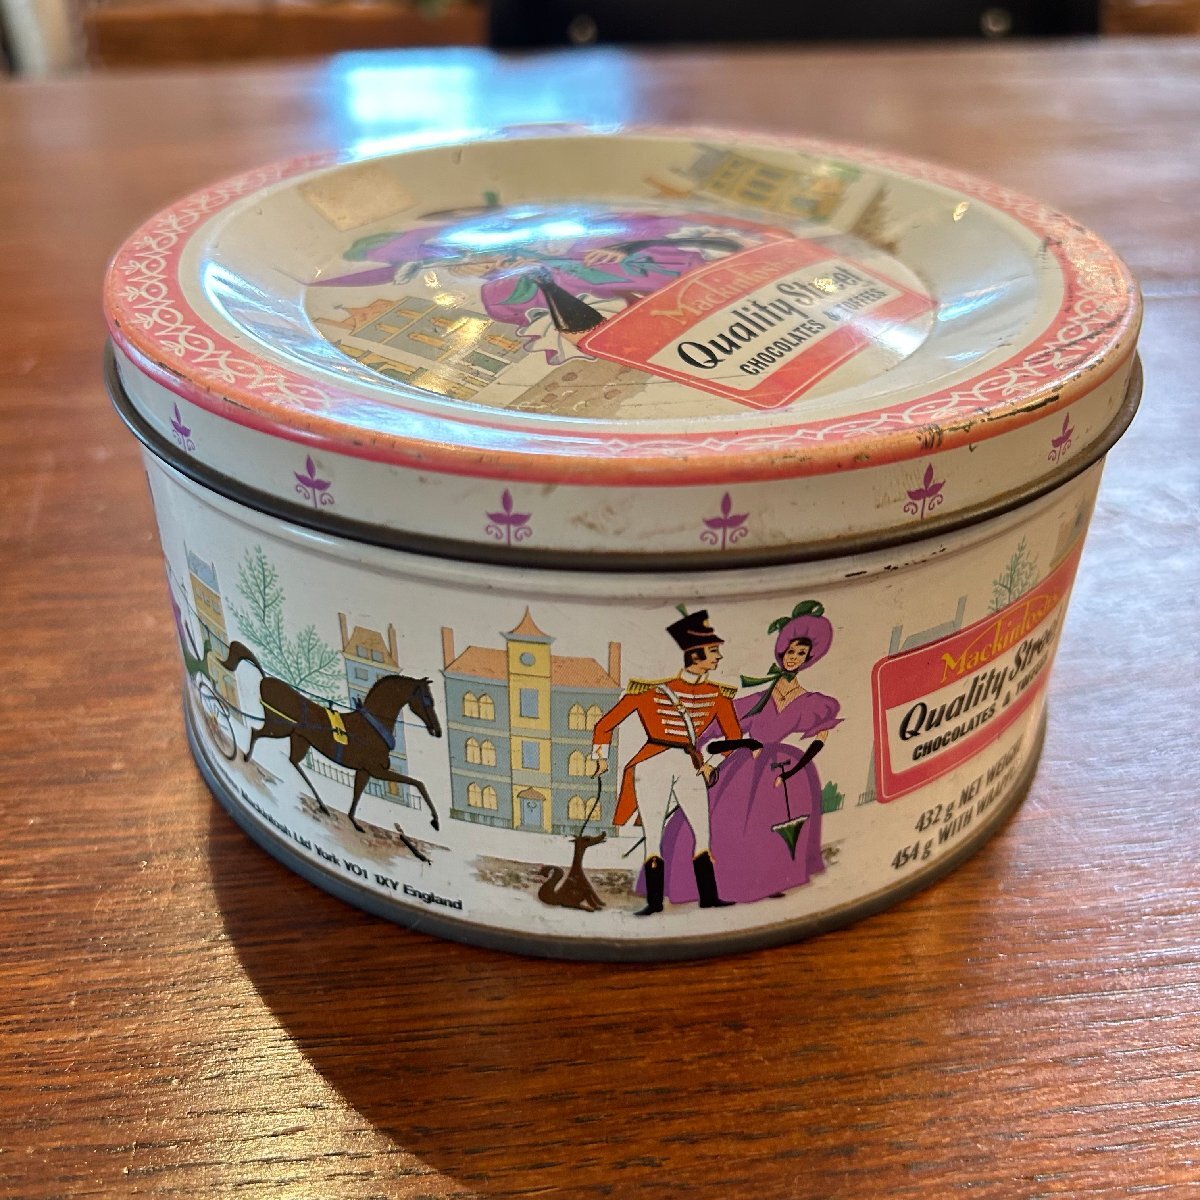 Mackintosh's
Quality Street
CHOCOLATES & TOFFEES
Mackintosh's
Quality Street
CHOCOLATES &
432 g NET WEIGHT
454 g WITH
Mackintosh Ltd York YO1 1XY England